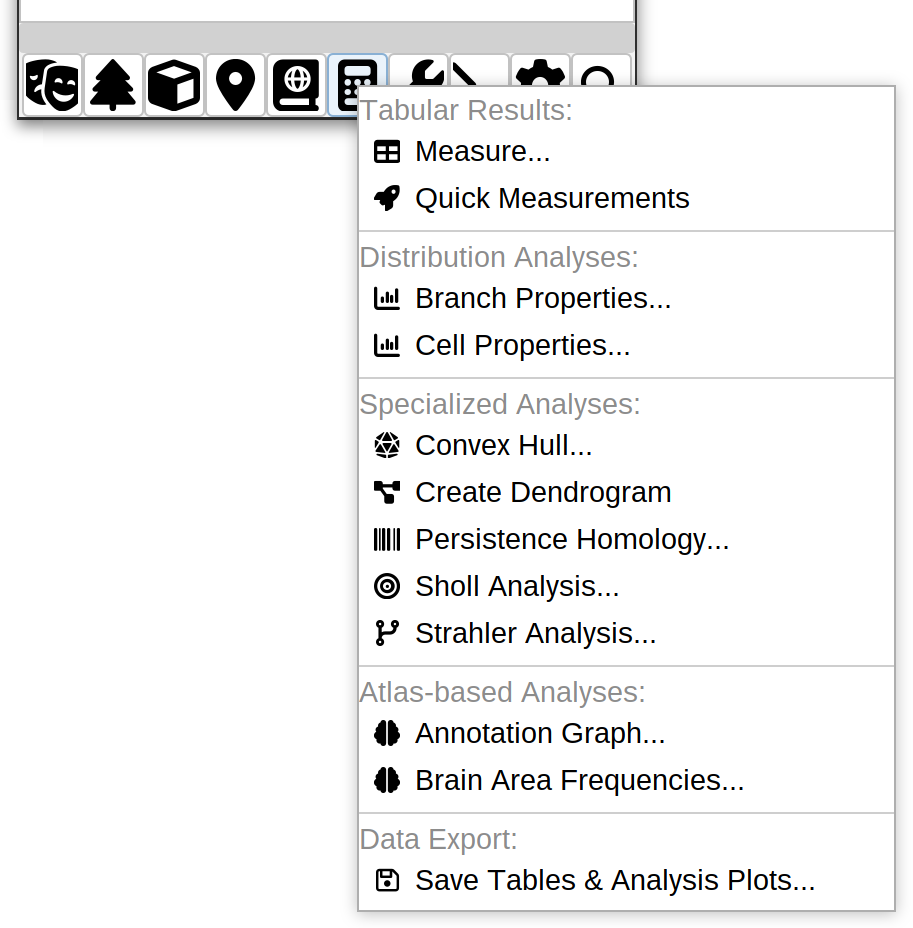 Tabular Results:
Measure...
Quick Measurements
Distribution Analyses:
Branch Properties...
Cell Properties...
Specialized Analyses:
Convex Hull...
Create Dendrogram
Persistence Homology...
Sholl Analysis...
Strahler Analysis...
Atlas-based Analyses:
Annotation Graph...
Brain Area Frequencies...
Data Export:
Save Tables & Analysis Plots...